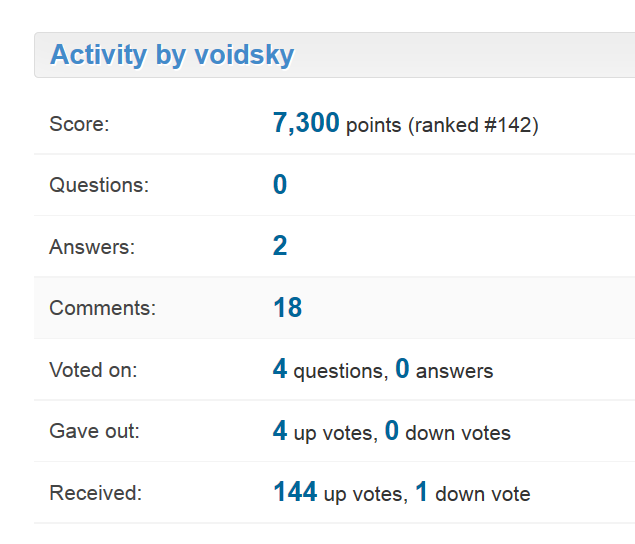 Activity by voidsky
Score: 7,300 points (ranked #142)
Questions: 0
Answers: 2
Comments: 18
Voted on: 4 questions, 0 answers
Gave out: 4 up votes, 0 down votes
Received: 144 up votes, 1 down vote